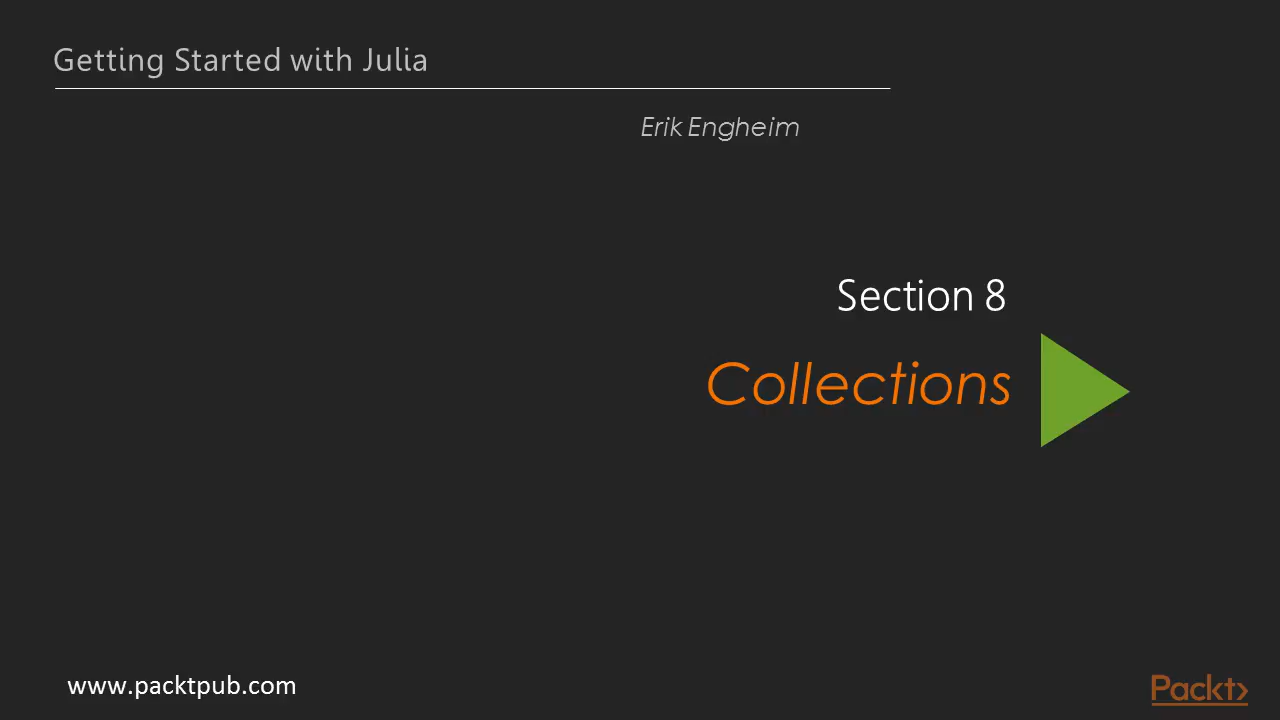 Getting Started with Julia
Erik Engheim
Section 8
Collections
www.packtpub.com
Packt>